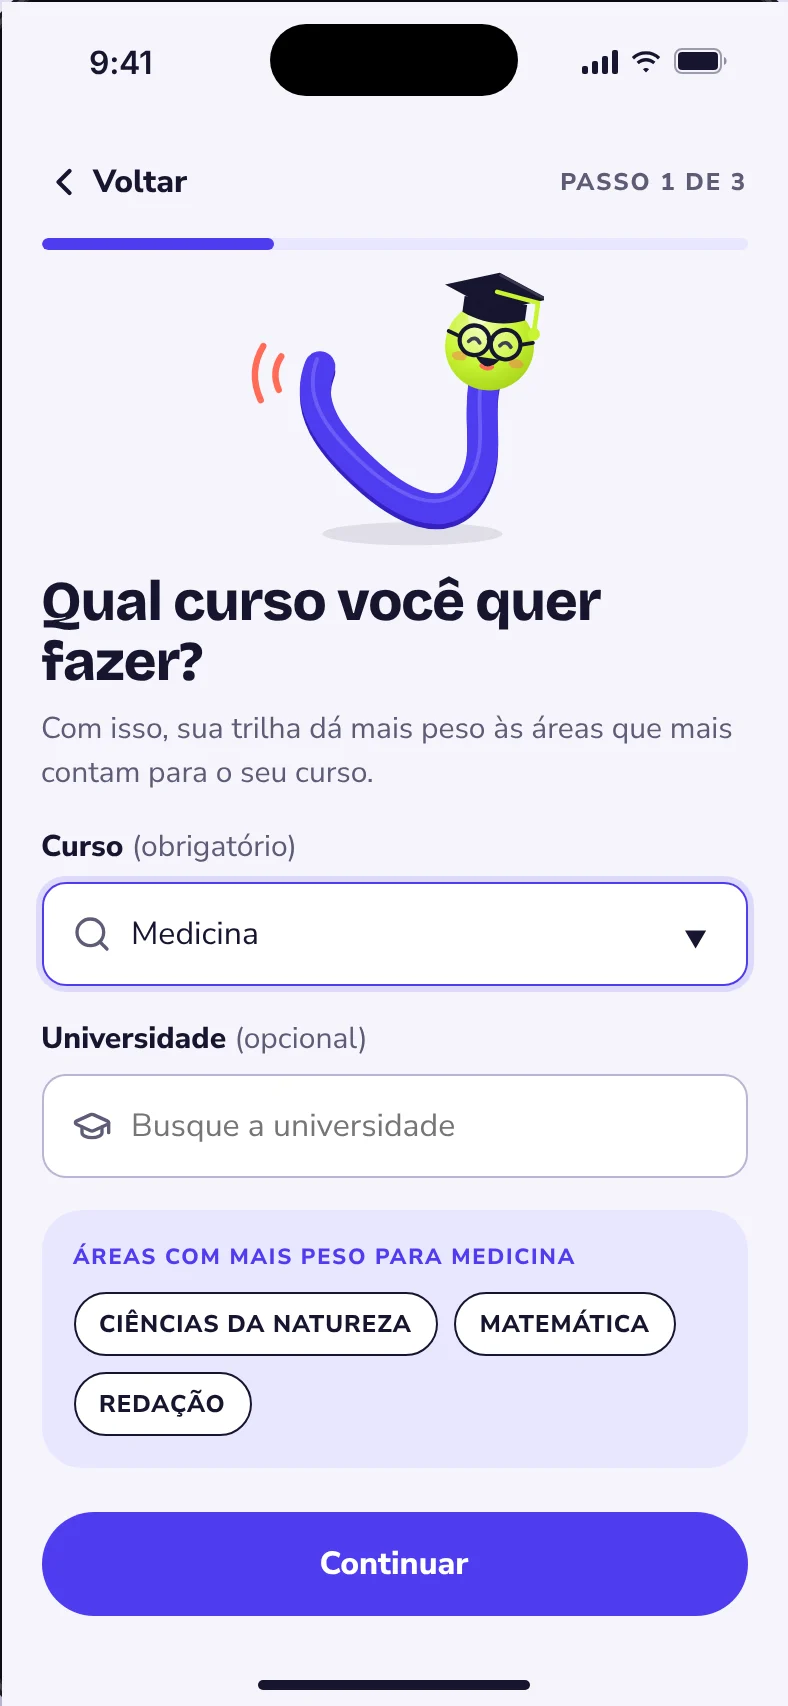 9:41
Voltar
PASSO 1 DE 3
Qual curso você quer
fazer?
Com isso, sua trilha dá mais peso às áreas que mais
contam para o seu curso.
Curso (obrigatório)
Medicina
Universidade (opcional)
Busque a universidade
ÁREAS COM MAIS PESO PARA MEDICINA
CIÊNCIAS DA NATUREZA
MATEMÁTICA
REDAÇÃO
Continuar